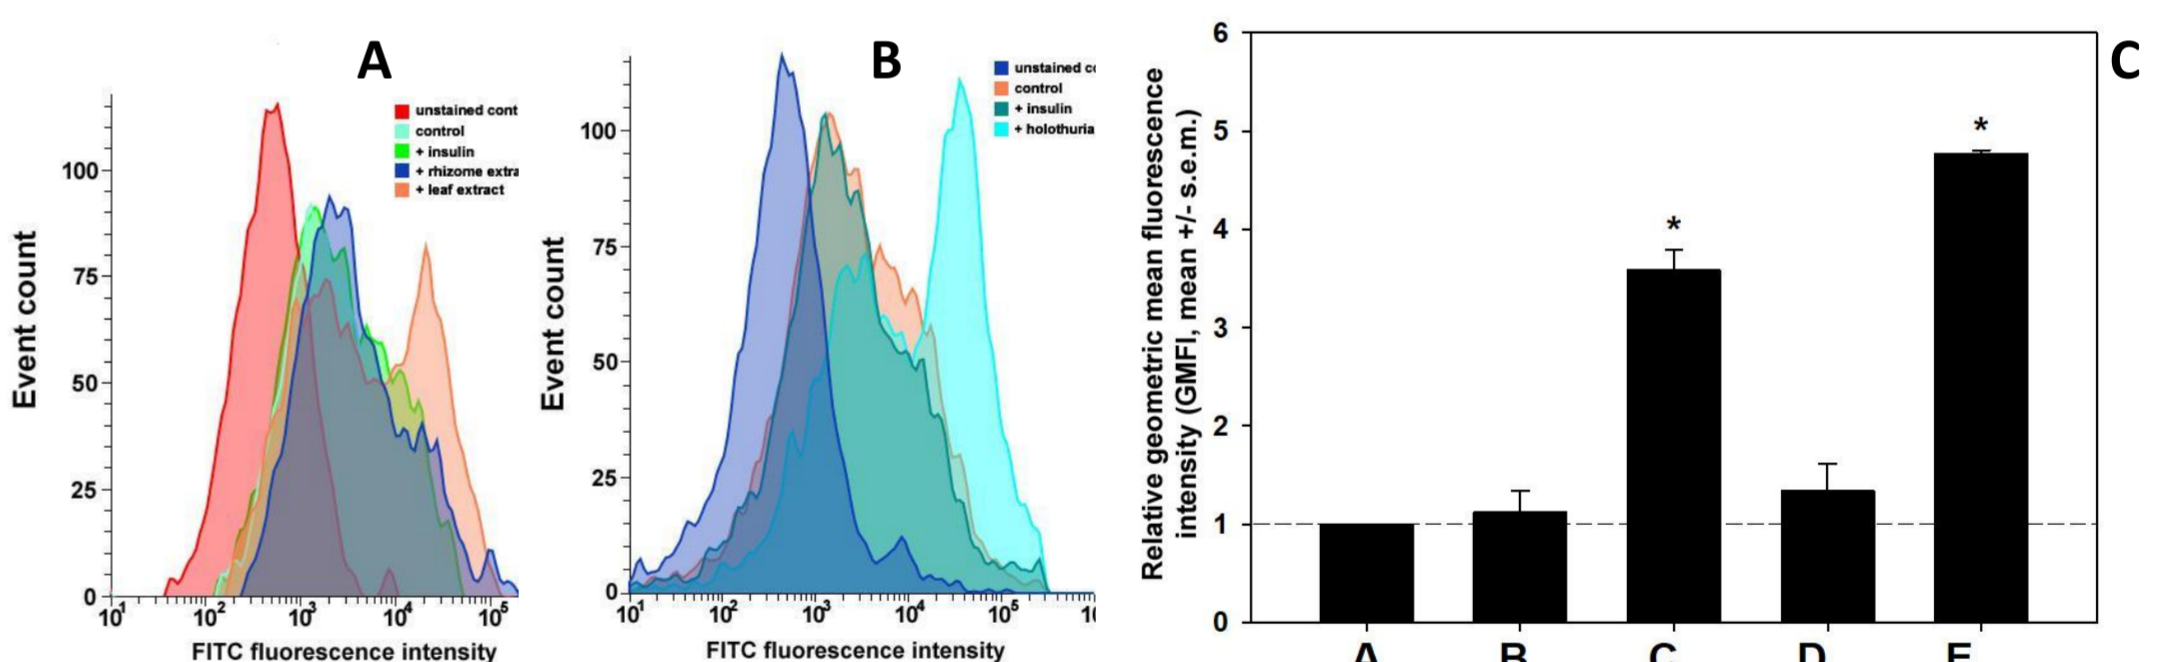 A
unstained cont
control
+ insulin
+ rhizome extra
+ leaf extract
100
75
50
25
0
10¹ 10² 10³ 10⁴ 10⁵
Event count
FITC fluorescence intensity
B
unstained co
control
+ insulin
+ holothuria
100
75
50
25
0
10¹ 10² 10³ 10⁴ 10⁵ 10
Event count
FITC fluorescence intensity
C
6
5
4
3
2
1
0
Relative geometric mean fluorescence
intensity (GMFI, mean +/- s.e.m.)
*
*
A B C D E